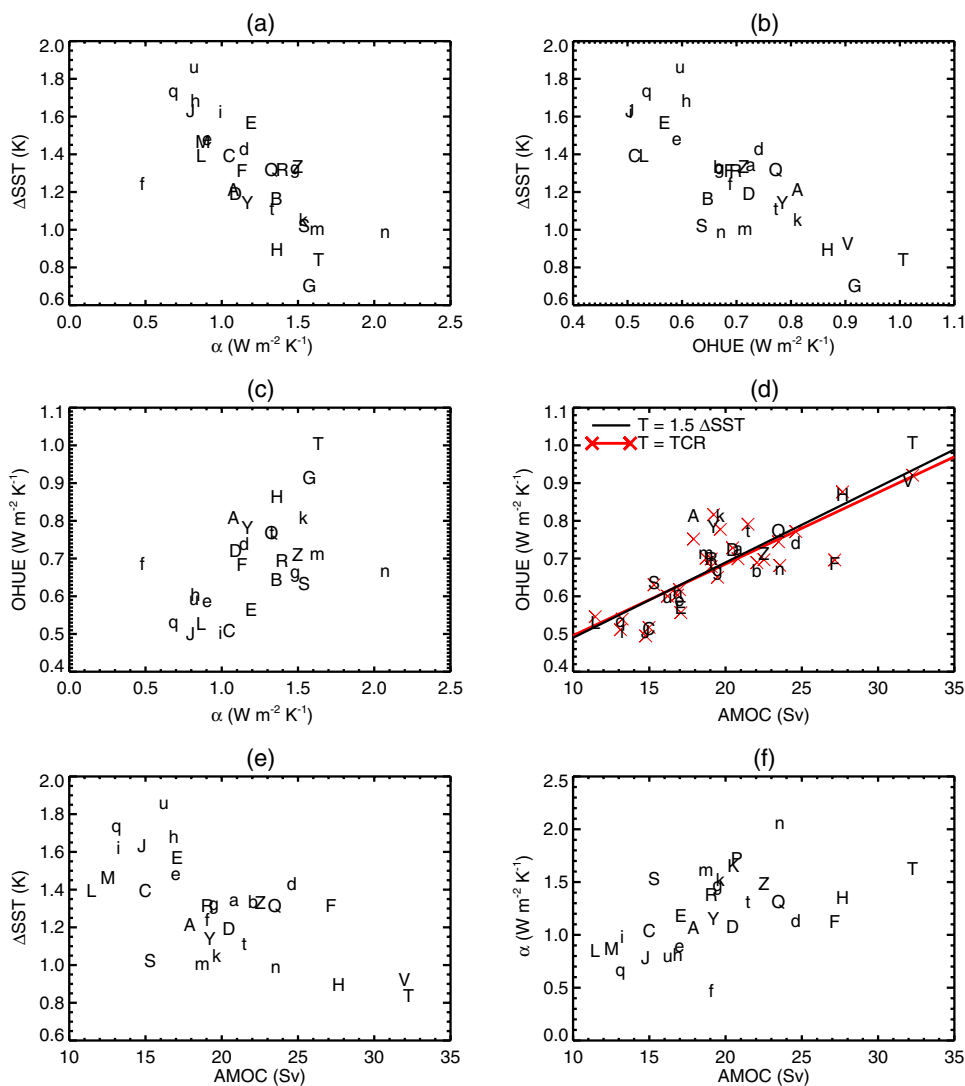 (a)
ΔSST (K)
2.0
1.8
1.6
1.4
1.2
1.0
0.8
0.6
u
q
h
J
i
E
M
e
L
C
d
F
Q
R
g
Z
f
A
D
Y
B
t
k
S
m
n
H
T
G
0.0 0.5 1.0 1.5 2.0 2.5
α (W m⁻² K⁻¹)
(b)
ΔSST (K)
2.0
1.8
1.6
1.4
1.2
1.0
0.8
0.6
u
q
h
J
i
E
e
C
L
d
b
g
F
R
Z
a
Q
f
D
A
B
Y
t
k
S
n
m
V
H
T
G
0.4 0.5 0.6 0.7 0.8 0.9 1.0 1.1
OHUE (W m⁻² K⁻¹)
(c)
OHUE (W m⁻² K⁻¹)
1.1
1.0
0.9
0.8
0.7
0.6
0.5
0.4
T
G
H
A
k
Y
Q
t
d
D
Z
m
F
R
f
g
n
B
S
h
u
e
E
q
L
J
i
C
0.0 0.5 1.0 1.5 2.0 2.5
α (W m⁻² K⁻¹)
(d)
T = 1.5 ΔSST
T = TCR
OHUE (W m⁻² K⁻¹)
1.1
1.0
0.9
0.8
0.7
0.6
0.5
0.4
T
V
H
A
k
Y
t
Q
d
D
a
m
Z
R
F
b
g
n
S
h
u
e
E
L
q
i
C
J
10 15 20 25 30 35
AMOC (Sv)
(e)
ΔSST (K)
2.0
1.8
1.6
1.4
1.2
1.0
0.8
0.6
u
q
h
i
J
E
M
e
L
C
d
R
g
a
b
Z
Q
F
f
A
D
Y
t
k
S
m
n
H
V
T
10 15 20 25 30 35
AMOC (Sv)
(f)
α (W m⁻² K⁻¹)
2.5
2.0
1.5
1.0
0.5
0.0
n
P
K
m
T
S
k
g
Z
R
H
t
Q
E
Y
F
d
D
A
C
i
L
M
e
J
u
h
q
f
10 15 20 25 30 35
AMOC (Sv)